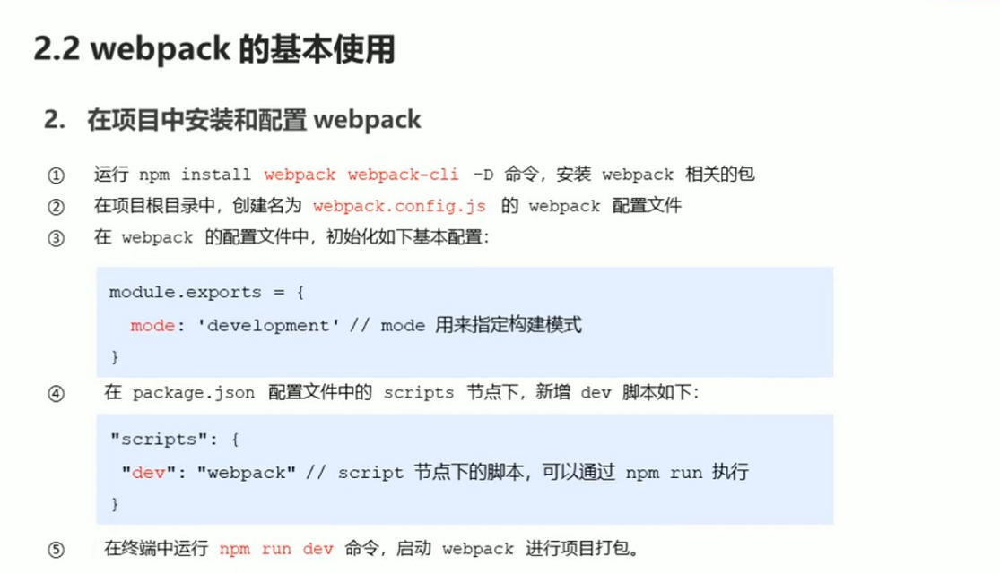 2.2 webpack 的基本使用
2. 在项目中安装和配置 webpack
① 运行 npm install webpack webpack-cli -D 命令，安装 webpack 相关的包
② 在项目根目录中，创建名为 webpack.config.js 的 webpack 配置文件
③ 在 webpack 的配置文件中，初始化如下基本配置：
module.exports = {
mode: 'development' // mode 用来指定构建模式
}
④ 在 package.json 配置文件中的 scripts 节点下，新增 dev 脚本如下：
"scripts": {
"dev": "webpack" // script 节点下的脚本，可以通过 npm run 执行
}
⑤ 在终端中运行 npm run dev 命令，启动 webpack 进行项目打包。